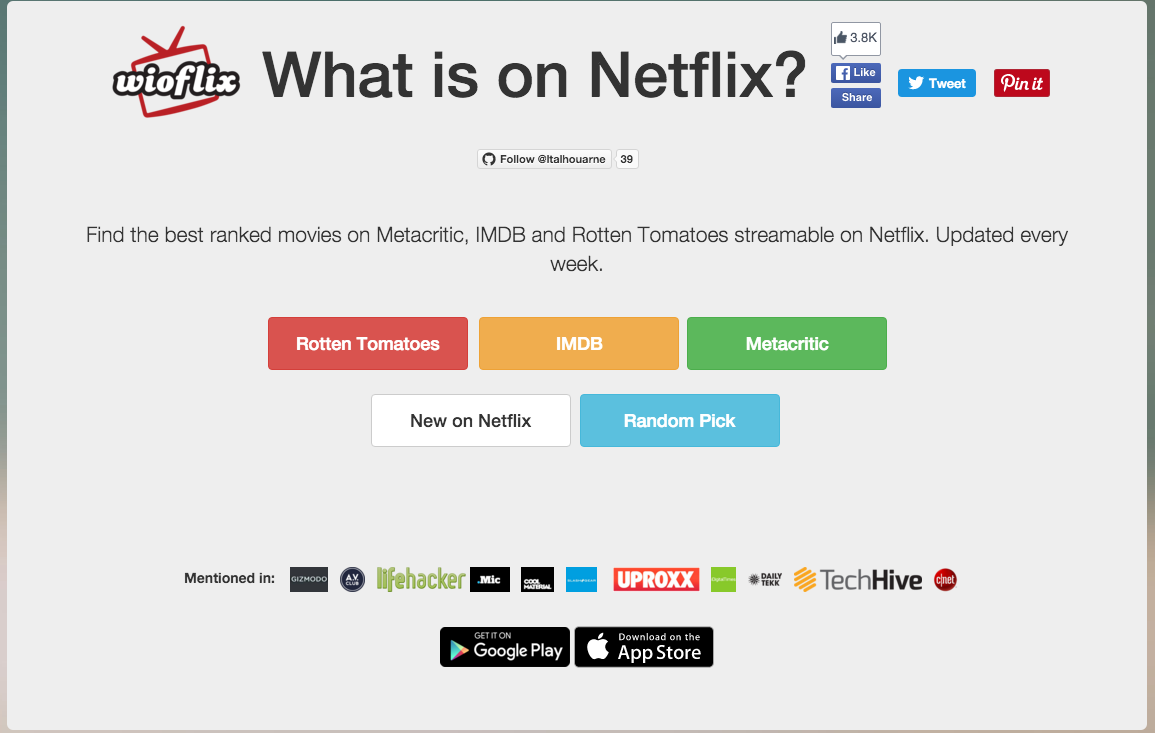 wioflix
What is on Netflix?
3.8K
Like
Share
Tweet
Pin it
Follow @ltalhouarne
39
Find the best ranked movies on Metacritic, IMDB and Rotten Tomatoes streamable on Netflix. Updated every
week.
Rotten Tomatoes
IMDB
Metacritic
New on Netflix
Random Pick
Mentioned in:
GIZMODO
A.V. CLUB
lifehacker
.Mic
COOL
MATERIAL
UPROXX
DAILY
TEKK
TechHive
c|net
GET IT ON
Google Play
Download on the
App Store